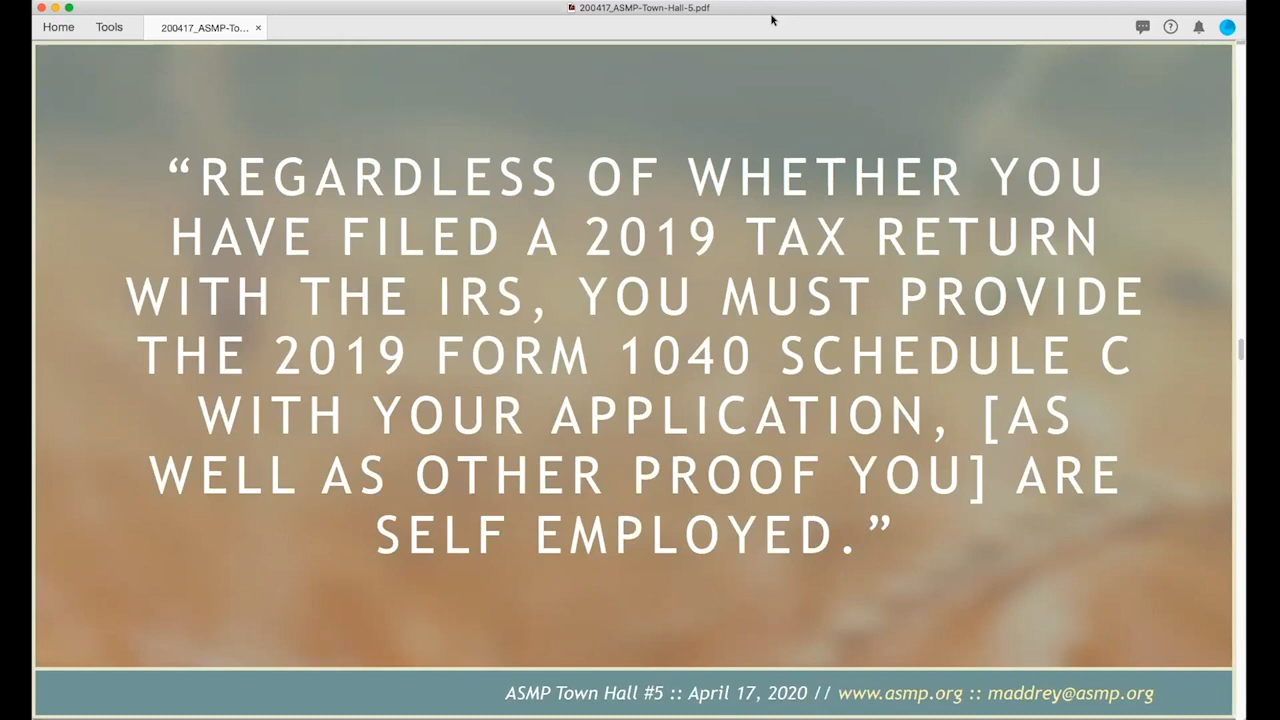 200417_ASMP-Town-Hall-5.pdf
Home Tools 200417_ASMP-To... ×
“REGARDLESS OF WHETHER YOU
HAVE FILED A 2019 TAX RETURN
WITH THE IRS, YOU MUST PROVIDE
THE 2019 FORM 1040 SCHEDULE C
WITH YOUR APPLICATION, [AS
WELL AS OTHER PROOF YOU] ARE
SELF EMPLOYED.”
ASMP Town Hall #5 :: April 17, 2020 // www.asmp.org :: maddrey@asmp.org